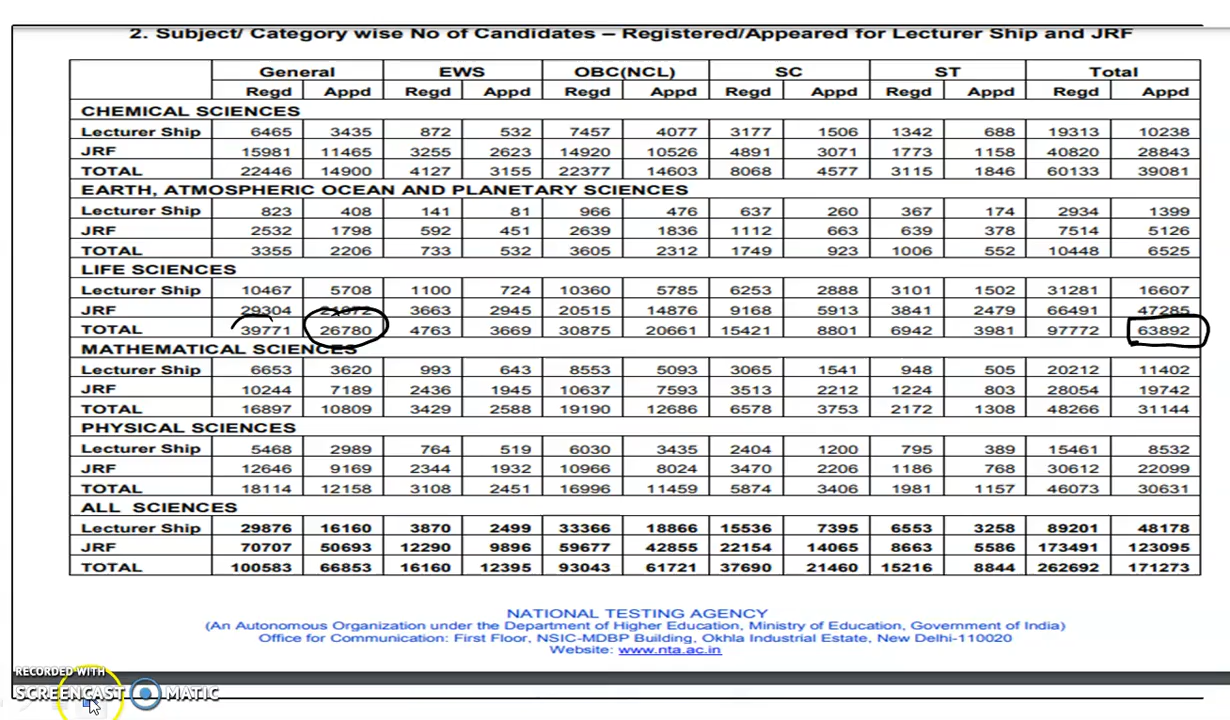 2. Subject/ Category wise No of Candidates – Registered/Appeared for Lecturer Ship and JRF
General EWS OBC(NCL) SC ST Total
Regd Appd Regd Appd Regd Appd Regd Appd Regd Appd Regd Appd
CHEMICAL SCIENCES
Lecturer Ship 6465 3435 872 532 7457 4077 3177 1506 1342 688 19313 10238
JRF 15981 11465 3255 2623 14920 10526 4891 3071 1773 1158 40820 28843
TOTAL 22446 14900 4127 3155 22377 14603 8068 4577 3115 1846 60133 39081
EARTH, ATMOSPHERIC OCEAN AND PLANETARY SCIENCES
Lecturer Ship 823 408 141 81 966 476 637 260 367 174 2934 1399
JRF 2532 1798 592 451 2639 1836 1112 663 639 378 7514 5126
TOTAL 3355 2206 733 532 3605 2312 1749 923 1006 552 10448 6525
LIFE SCIENCES
Lecturer Ship 10467 5708 1100 724 10360 5785 6253 2888 3101 1502 31281 16607
JRF 29304 21072 3663 2945 20515 14876 9168 5913 3841 2479 66491 47285
TOTAL 39771 26780 4763 3669 30875 20661 15421 8801 6942 3981 97772 63892
MATHEMATICAL SCIENCES
Lecturer Ship 6653 3620 993 643 8553 5093 3065 1541 948 505 20212 11402
JRF 10244 7189 2436 1945 10637 7593 3513 2212 1224 803 28054 19742
TOTAL 16897 10809 3429 2588 19190 12686 6578 3753 2172 1308 48266 31144
PHYSICAL SCIENCES
Lecturer Ship 5468 2989 764 519 6030 3435 2404 1200 795 389 15461 8532
JRF 12646 9169 2344 1932 10966 8024 3470 2206 1186 768 30612 22099
TOTAL 18114 12158 3108 2451 16996 11459 5874 3406 1981 1157 46073 30631
ALL SCIENCES
Lecturer Ship 29876 16160 3870 2499 33366 18866 15536 7395 6553 3258 89201 48178
JRF 70707 50693 12290 9896 59677 42855 22154 14065 8663 5586 173491 123095
TOTAL 100583 66853 16160 12395 93043 61721 37690 21460 15216 8844 262692 171273
NATIONAL TESTING AGENCY
(An Autonomous Organization under the Department of Higher Education, Ministry of Education, Government of India)
Office for Communication: First Floor, NSIC-MDBP Building, Okhla Industrial Estate, New Delhi-110020
Website: www.nta.ac.in
RECORDED WITH
SCREENCAST MATIC